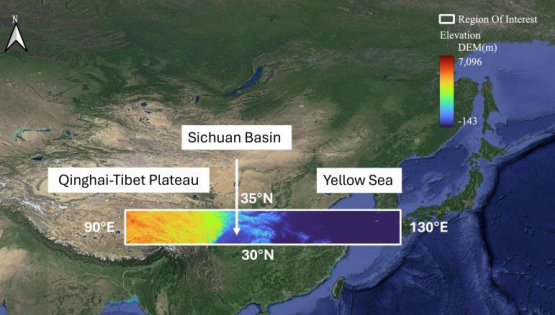 N
Region Of Interest
Elevation
DEM(m)
7,096
-143
Sichuan Basin
Qinghai-Tibet Plateau
Yellow Sea
35°N
90°E
130°E
30°N